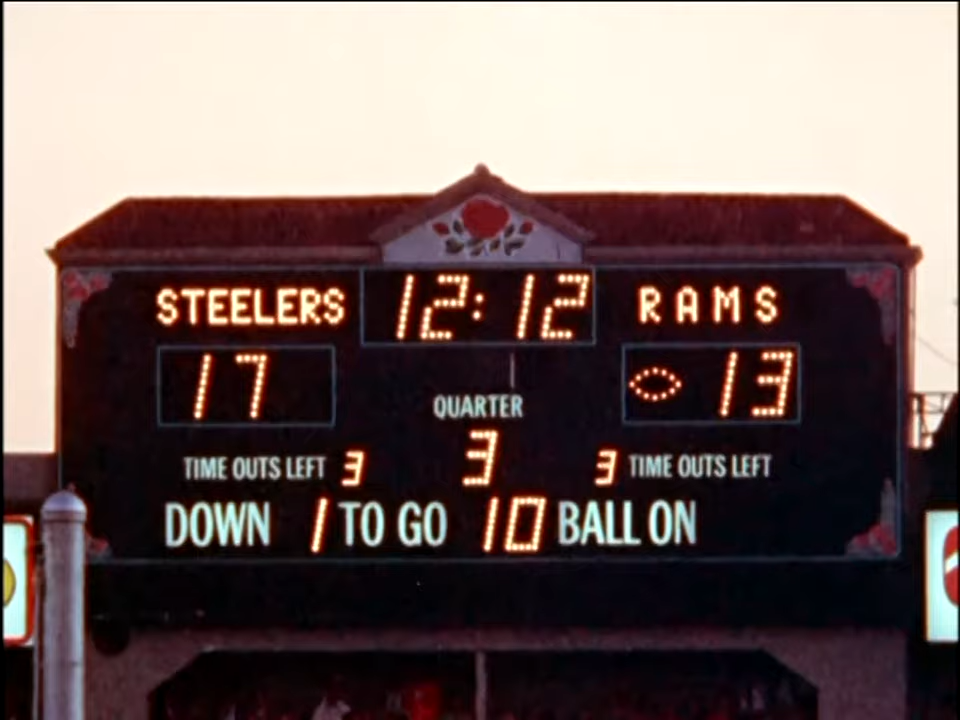 STEELERS 12:12 RAMS
17 13
QUARTER
TIME OUTS LEFT 3 3 3 TIME OUTS LEFT
DOWN 1 TO GO 10 BALL ON